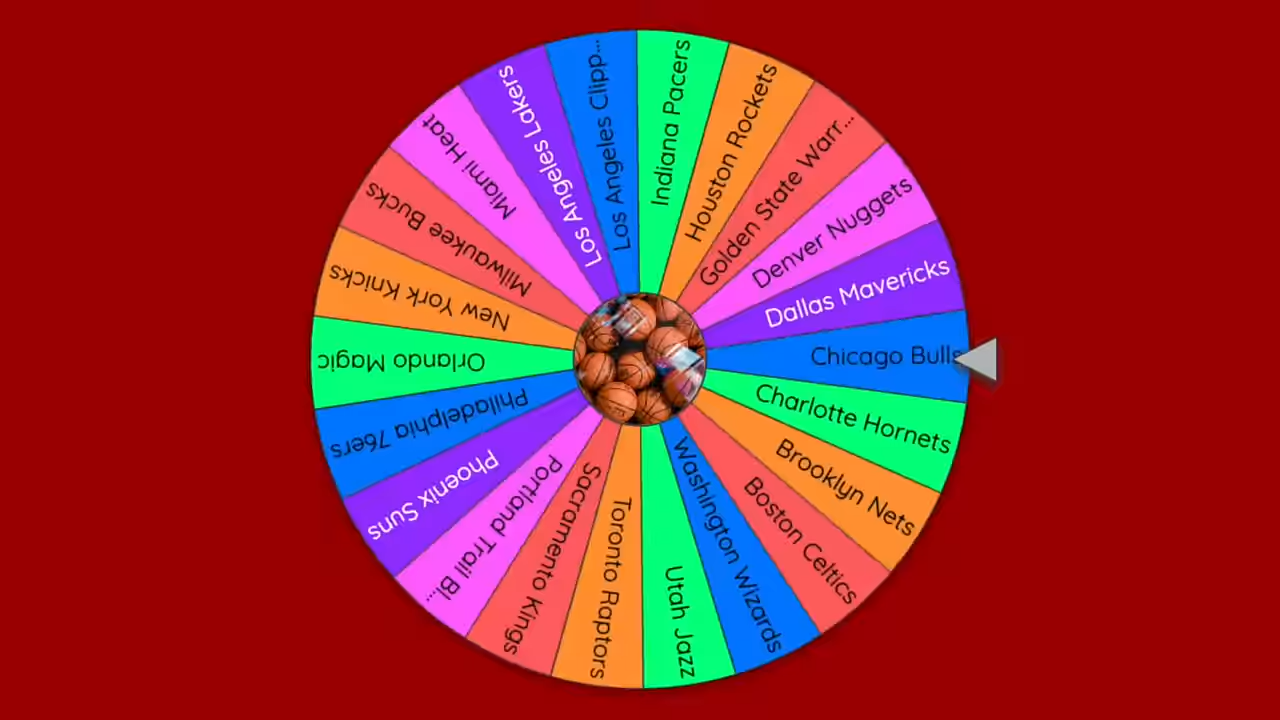 Indiana Pacers
Houston Rockets
Golden State Warr...
Denver Nuggets
Dallas Mavericks
Chicago Bulls
Charlotte Hornets
Brooklyn Nets
Boston Celtics
Washington Wizards
Utah Jazz
Toronto Raptors
Sacramento Kings
Portland Trail Bl...
Phoenix Suns
Philadelphia 76ers
Orlando Magic
New York Knicks
Milwaukee Bucks
Miami Heat
Los Angeles Lakers
Los Angeles Clipp...